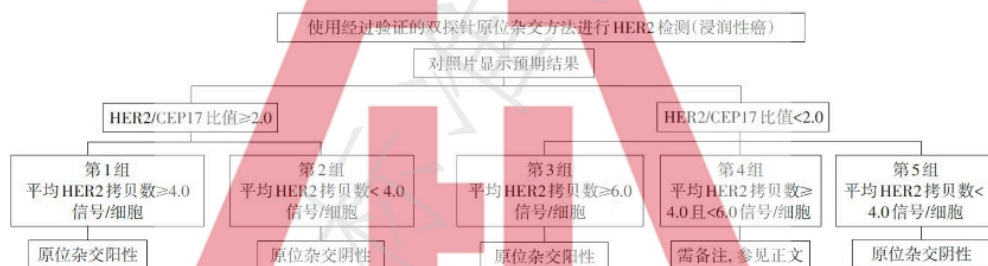 使用经过验证的双探针原位杂交方法进行HER2检测(浸润性癌)
对照片显示预期结果
HER2/CEP17比值≥2.0
HER2/CEP17比值<2.0
第1组
平均HER2拷贝数≥4.0
信号/细胞
第2组
平均HER2拷贝数<4.0
信号/细胞
第3组
平均HER2拷贝数≥6.0
信号/细胞
第4组
平均HER2拷贝数≥
4.0且<6.0信号/细胞
第5组
平均HER2拷贝数<
4.0信号/细胞
原位杂交阳性
原位杂交阴性
原位杂交阳性
需备注,参见正文
原位杂交阴性